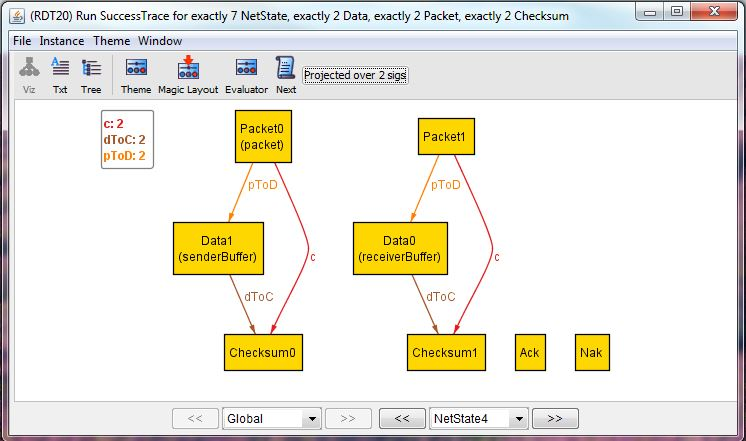 (RDT20) Run SuccessTrace for exactly 7 NetState, exactly 2 Data, exactly 2 Packet, exactly 2 Checksum
File Instance Theme Window
Viz Txt Tree Theme Magic Layout Evaluator Next Projected over 2 sigs
c: 2
dToC: 2
pToD: 2
Packet0
(packet)
Packet1
pToD
pToD
Data1
(senderBuffer)
Data0
(receiverBuffer)
c
c
dToC
dToC
Checksum0
Checksum1
Ack
Nak
<< Global >> << NetState4 >>